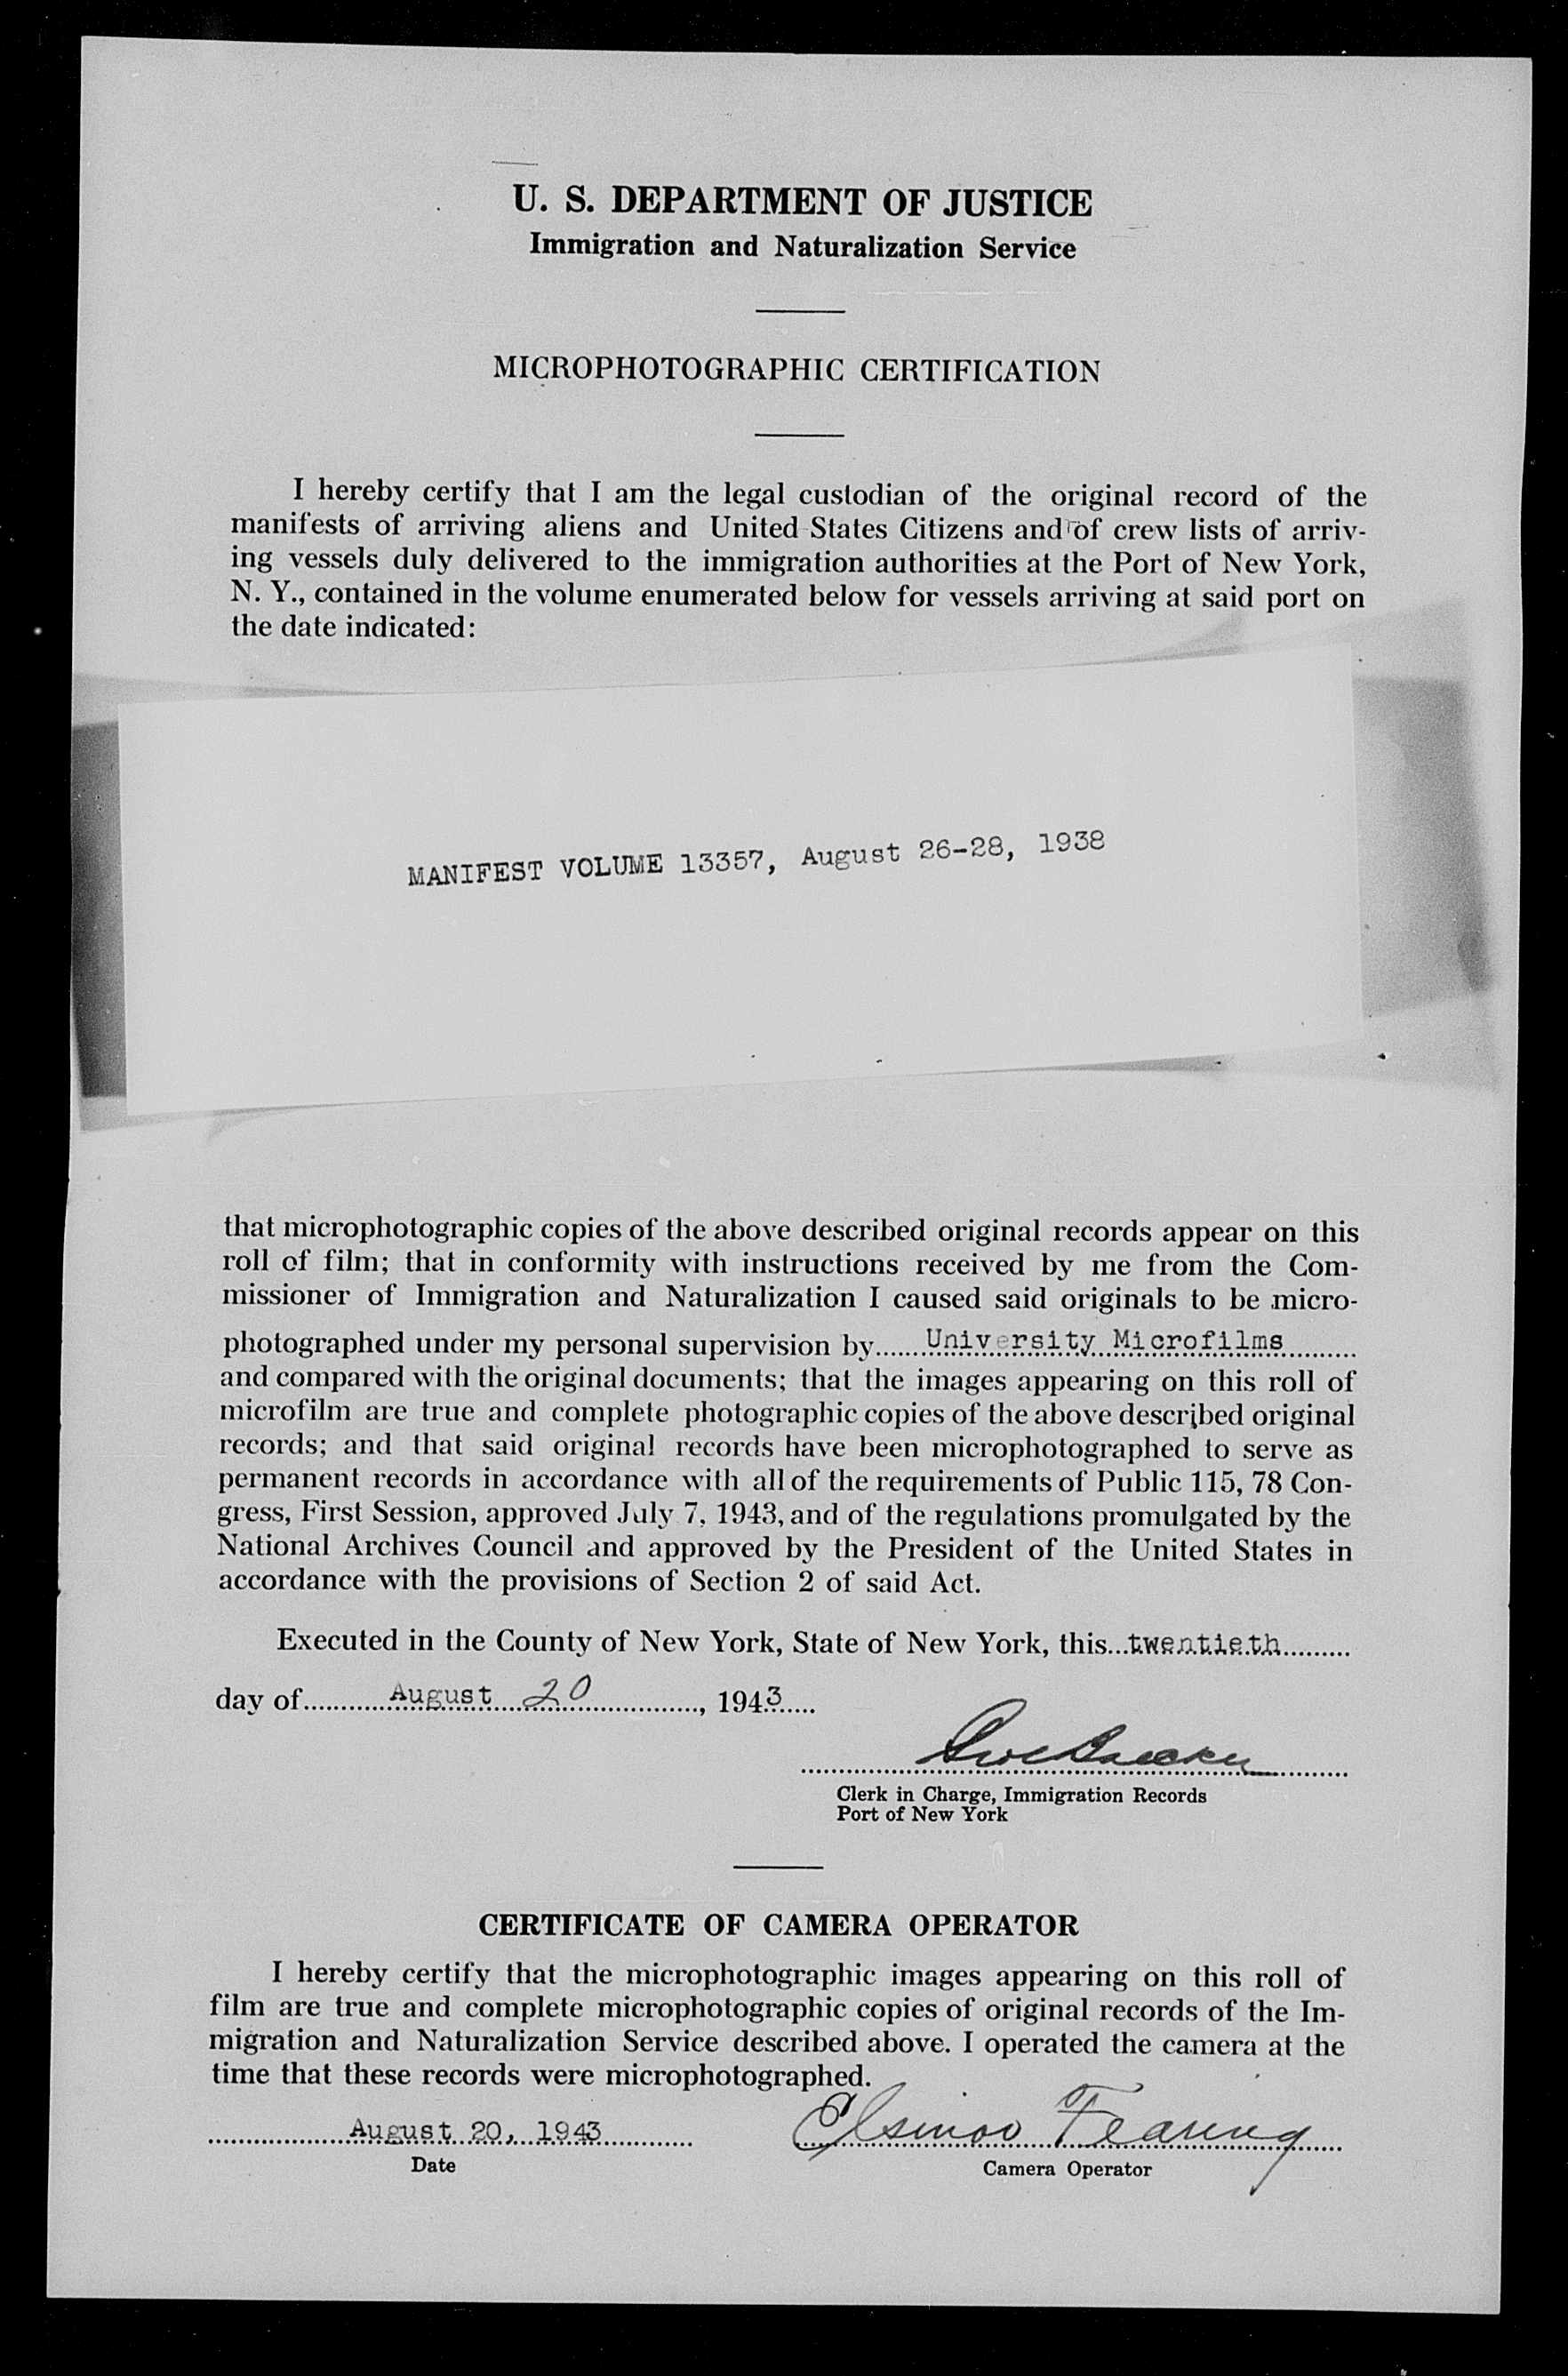 U. S. DEPARTMENT OF JUSTICE
Immigration and Naturalization Service
MICROPHOTOGRAPHIC CERTIFICATION
I hereby certify that I am the legal custodian of the original record of the
manifests of arriving aliens and United States Citizens and of crew lists of arriv-
ing vessels duly delivered to the immigration authorities at the Port of New York,
N. Y., contained in the volume enumerated below for vessels arriving at said port on
the date indicated:
MANIFEST VOLUME 13357, August 26-28, 1938
that microphotographic copies of the above described original records appear on this
roll of film; that in conformity with instructions received by me from the Com-
missioner of Immigration and Naturalization I caused said originals to be micro-
photographed under my personal supervision by University Microfilms
and compared with the original documents; that the images appearing on this roll of
microfilm are true and complete photographic copies of the above described original
records; and that said original records have been microphotographed to serve as
permanent records in accordance with all of the requirements of Public 115, 78 Con-
gress, First Session, approved July 7, 1943, and of the regulations promulgated by the
National Archives Council and approved by the President of the United States in
accordance with the provisions of Section 2 of said Act.
Executed in the County of New York, State of New York, this twentieth
day of August 20, 1943
Clerk in Charge, Immigration Records
Port of New York
CERTIFICATE OF CAMERA OPERATOR
I hereby certify that the microphotographic images appearing on this roll of
film are true and complete microphotographic copies of original records of the Im-
migration and Naturalization Service described above. I operated the camera at the
time that these records were microphotographed.
August 20, 1943 Fearing
Date
Camera Operator